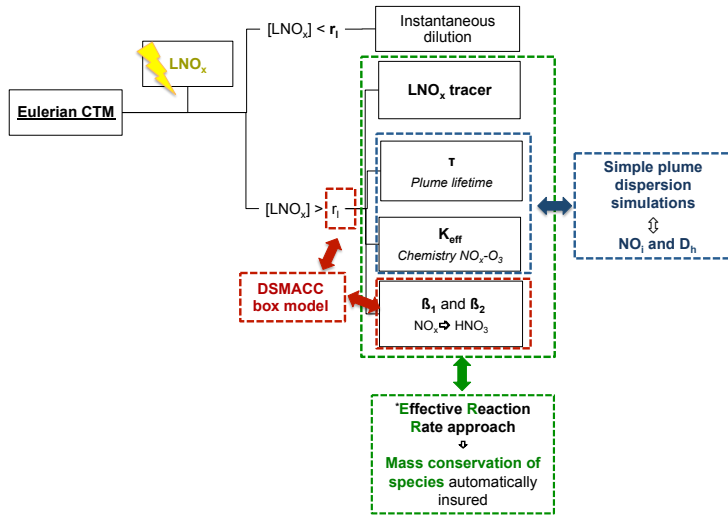 [LNOx] < rI
Instantaneous
dilution
LNOx
Eulerian CTM
LNOx tracer
τ
Plume lifetime
Simple plume
dispersion
simulations
⇕
NOi and Dh
[LNOx] > rI
Keff
Chemistry NOx-O3
DSMACC
box model
ß1 and ß2
NOx➪ HNO3
*Effective Reaction
Rate approach
⇩
Mass conservation of
species automatically
insured